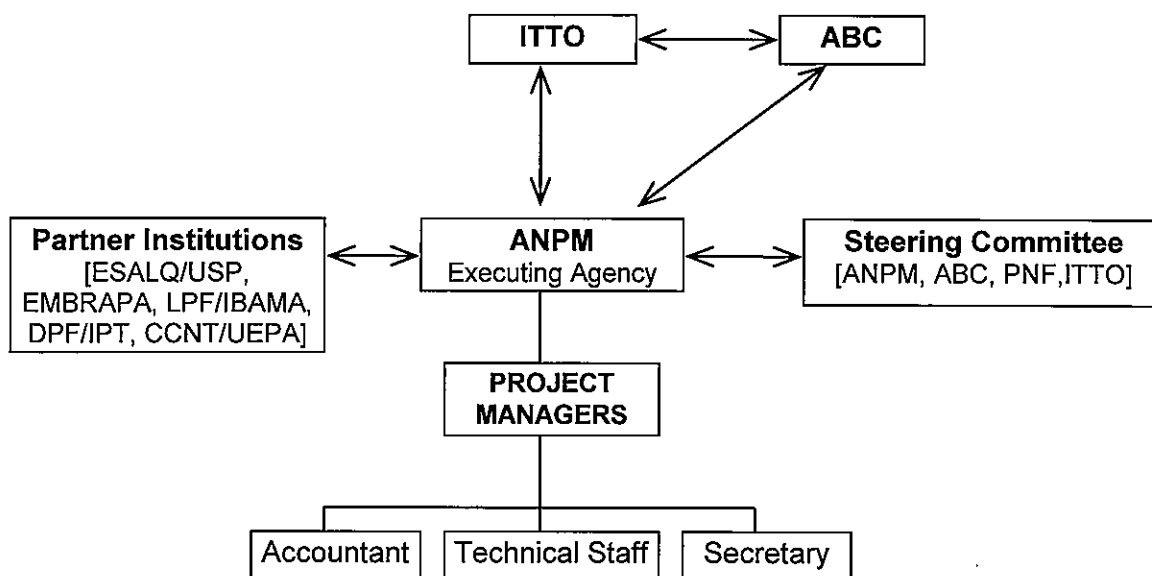 ITTO
ABC
Partner Institutions
[ESALQ/USP,
EMBRAPA, LPF/IBAMA,
DPF/IPT, CCNT/UEPA]
ANPM
Executing Agency
Steering Committee
[ANPM, ABC, PNF,ITTO]
PROJECT
MANAGERS
Accountant
Technical Staff
Secretary